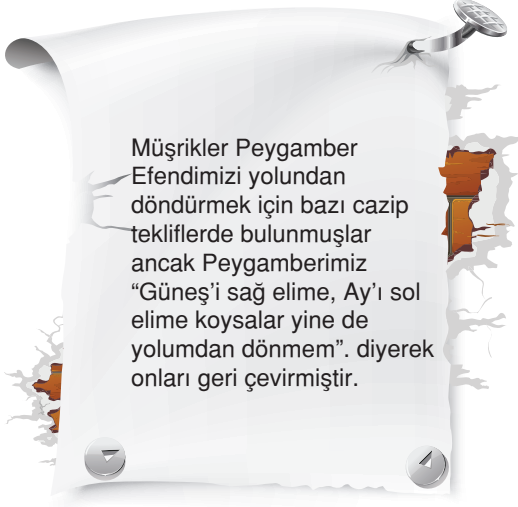 Müşrikler Peygamber
Efendimizi yolundan
döndürmek için bazı cazip
tekliflerde bulunmuşlar
ancak Peygamberimiz
“Güneş’i sağ elime, Ay’ı sol
elime koysalar yine de
yolumdan dönmem”. diyerek
onları geri çevirmiştir.